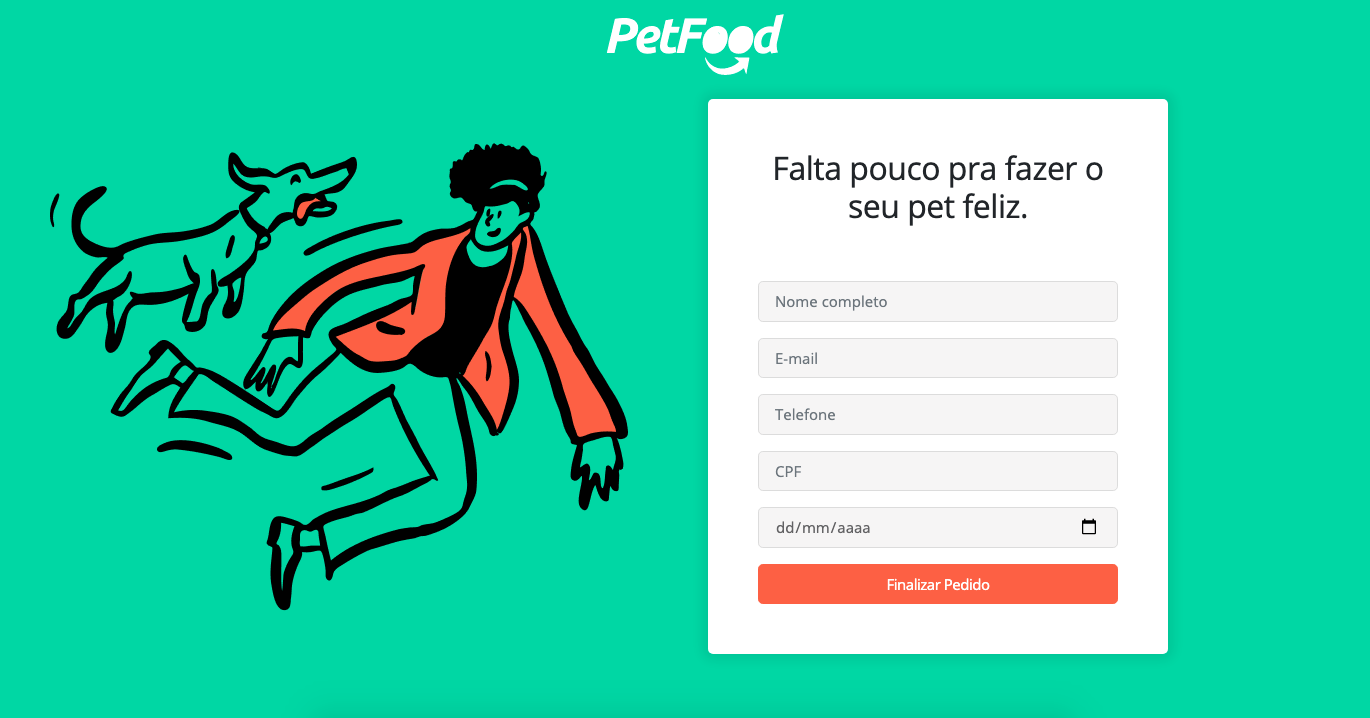 PetFood
Falta pouco pra fazer o
seu pet feliz.
Nome completo
E-mail
Telefone
CPF
dd/mm/aaaa
Finalizar Pedido